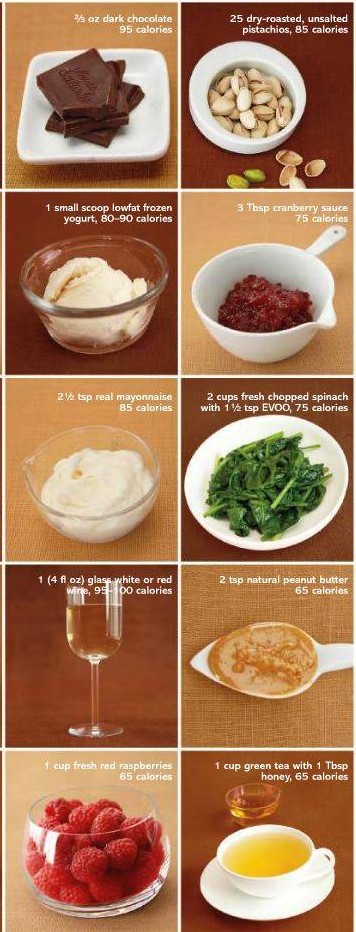 ⅔ oz dark chocolate
95 calories
25 dry-roasted, unsalted
pistachios, 85 calories
1 small scoop lowfat frozen
yogurt, 80–90 calories
3 Tbsp cranberry sauce
75 calories
2½ tsp real mayonnaise
85 calories
2 cups fresh chopped spinach
with 1½ tsp EVOO, 75 calories
1 (4 fl oz) glass white or red
wine, 95–100 calories
2 tsp natural peanut butter
65 calories
1 cup fresh red raspberries
65 calories
1 cup green tea with 1 Tbsp
honey, 65 calories